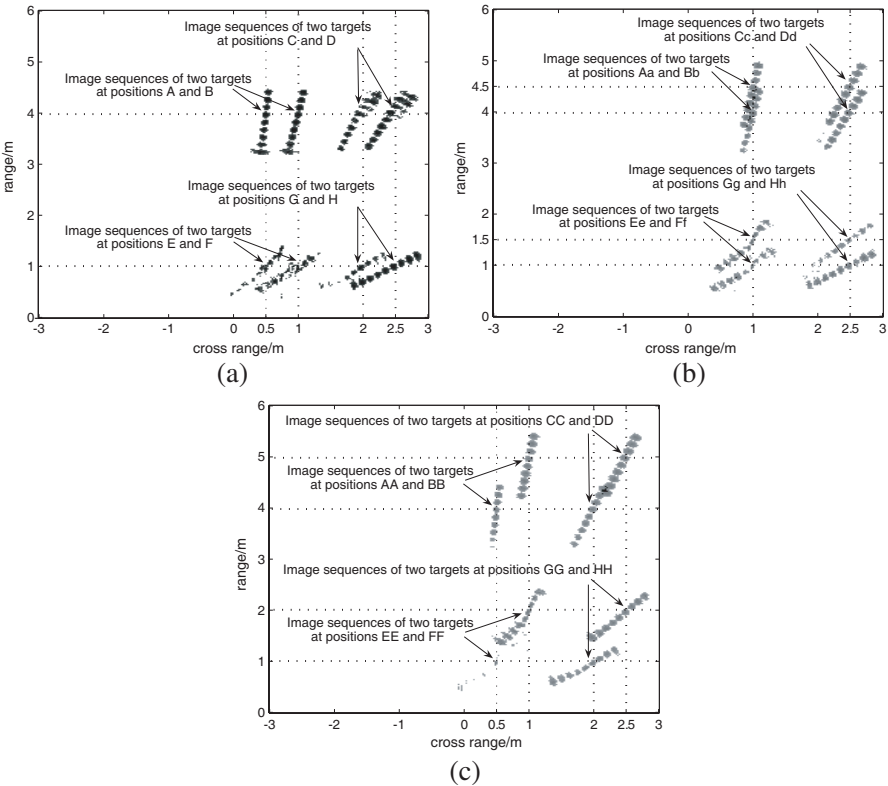 6
5
4
3
2
1
0
range/m
Image sequences of two targets
at positions C and D
Image sequences of two targets
at positions A and B
Image sequences of two targets
at positions G and H
Image sequences of two targets
at positions E and F
-3 -2 -1 0 0.5 1 2 2.5 3
cross range/m
(a)
6
5
4.5
4
3
2
1.5
1
0
range/m
Image sequences of two targets
at positions Cc and Dd
Image sequences of two targets
at positions Aa and Bb
Image sequences of two targets
at positions Gg and Hh
Image sequences of two targets
at positions Ee and Ff
-3 -2 -1 0 1 2 2.5 3
cross range/m
(b)
6
5
4
3
2
1
0
range/m
Image sequences of two targets at positions CC and DD
Image sequences of two targets
at positions AA and BB
Image sequences of two targets at positions GG and HH
Image sequences of two targets
at positions EE and FF
-3 -2 -1 0 0.5 1 2 2.5 3
cross range/m
(c)